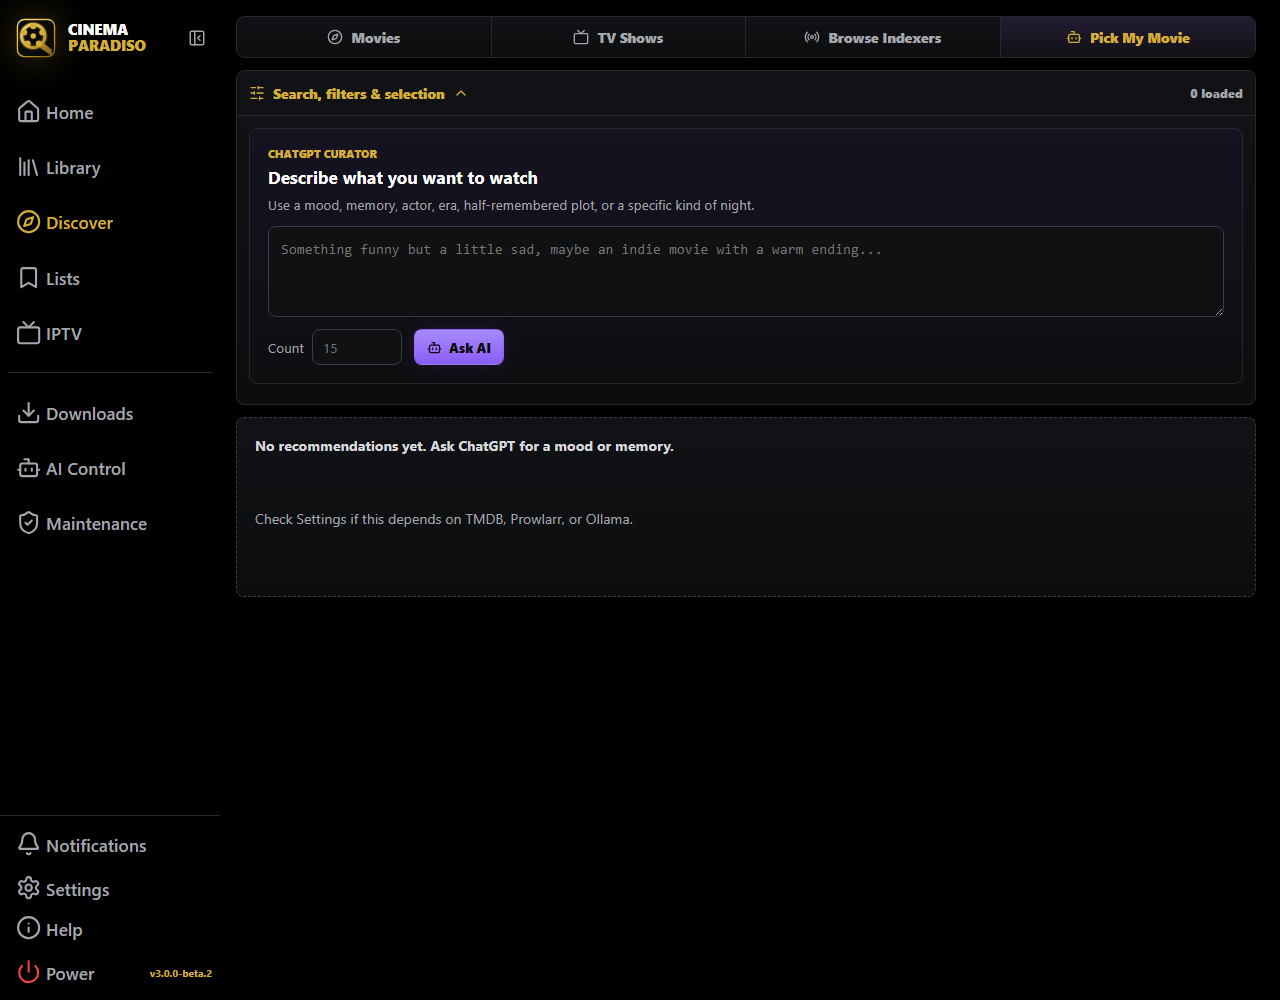 CINEMA
PARADISO
Home
Library
Discover
Lists
IPTV
Downloads
AI Control
Maintenance
Notifications
Settings
Help
Power
v3.0.0-beta.2
Movies
TV Shows
Browse Indexers
Pick My Movie
Search, filters & selection
0 loaded
CHATGPT CURATOR
Describe what you want to watch
Use a mood, memory, actor, era, half-remembered plot, or a specific kind of night.
Something funny but a little sad, maybe an indie movie with a warm ending...
Count
15
Ask AI
No recommendations yet. Ask ChatGPT for a mood or memory.
Check Settings if this depends on TMDB, Prowlarr, or Ollama.